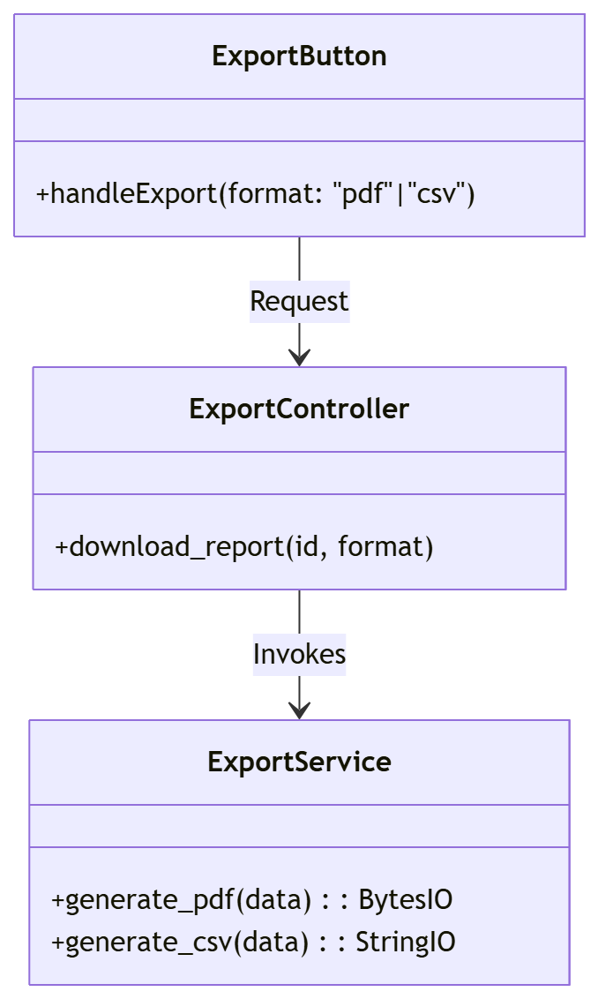 ExportButton
+handleExport(format: "pdf"|"csv")
Request
ExportController
+download_report(id, format)
Invokes
ExportService
+generate_pdf(data) : : BytesIO
+generate_csv(data) : : StringIO